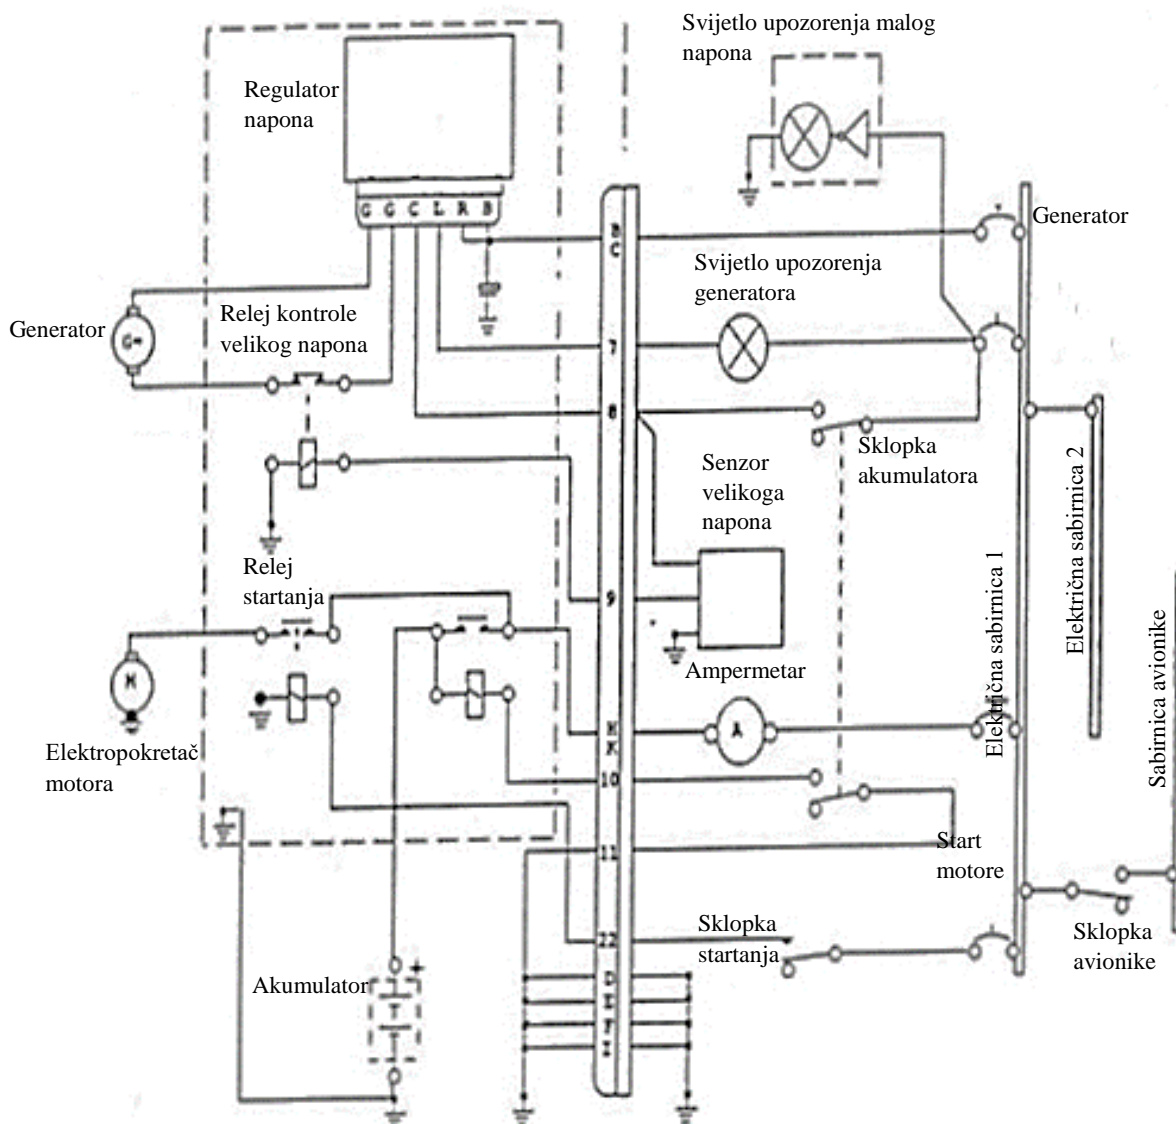 Svijetlo upozorenja malog
napona
Regulator
napona
G G C L R B
Generator
B
C
Svijetlo upozorenja
generatora
Generator
G
Relej kontrole
velikog napona
7
8
Sklopka
akumulatora
Senzor
velikoga
napona
Električna sabirnica 1
Električna sabirnica 2
Sabirnica avionike
Relej
startanja
9
Ampermetar
M
A
K
K
Elektropokretač
motora
10
11
Start
motore
Sklopka
startanja
22
Sklopka
avionike
Akumulator
+
D
E